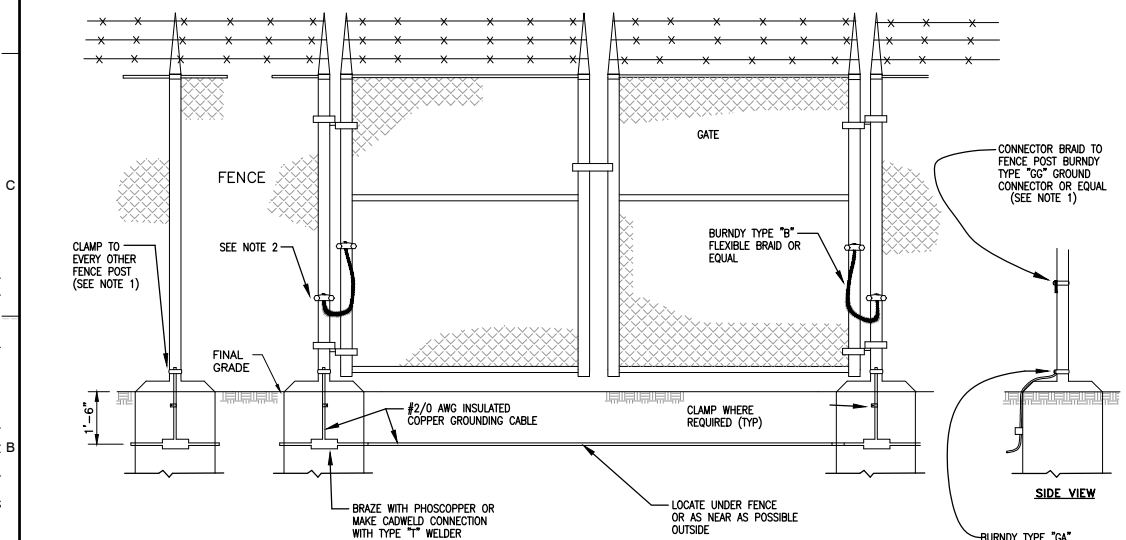 C
B
GATE
FENCE
CONNECTOR BRAID TO
FENCE POST BURNDY
TYPE "GG" GROUND
CONNECTOR OR EQUAL
(SEE NOTE 1)
CLAMP TO
EVERY OTHER
FENCE POST
(SEE NOTE 1)
SEE NOTE 2
BURNDY TYPE "B"
FLEXIBLE BRAID OR
EQUAL
FINAL
GRADE
1'-6"
#2/0 AWG INSULATED
COPPER GROUNDING CABLE
CLAMP WHERE
REQUIRED (TYP)
SIDE VIEW
BRAZE WITH PHOSCOPPER OR
MAKE CADWELD CONNECTION
WITH TYPE "T" WELDER
LOCATE UNDER FENCE
OR AS NEAR AS POSSIBLE
OUTSIDE
BURNDY TYPE "GA"